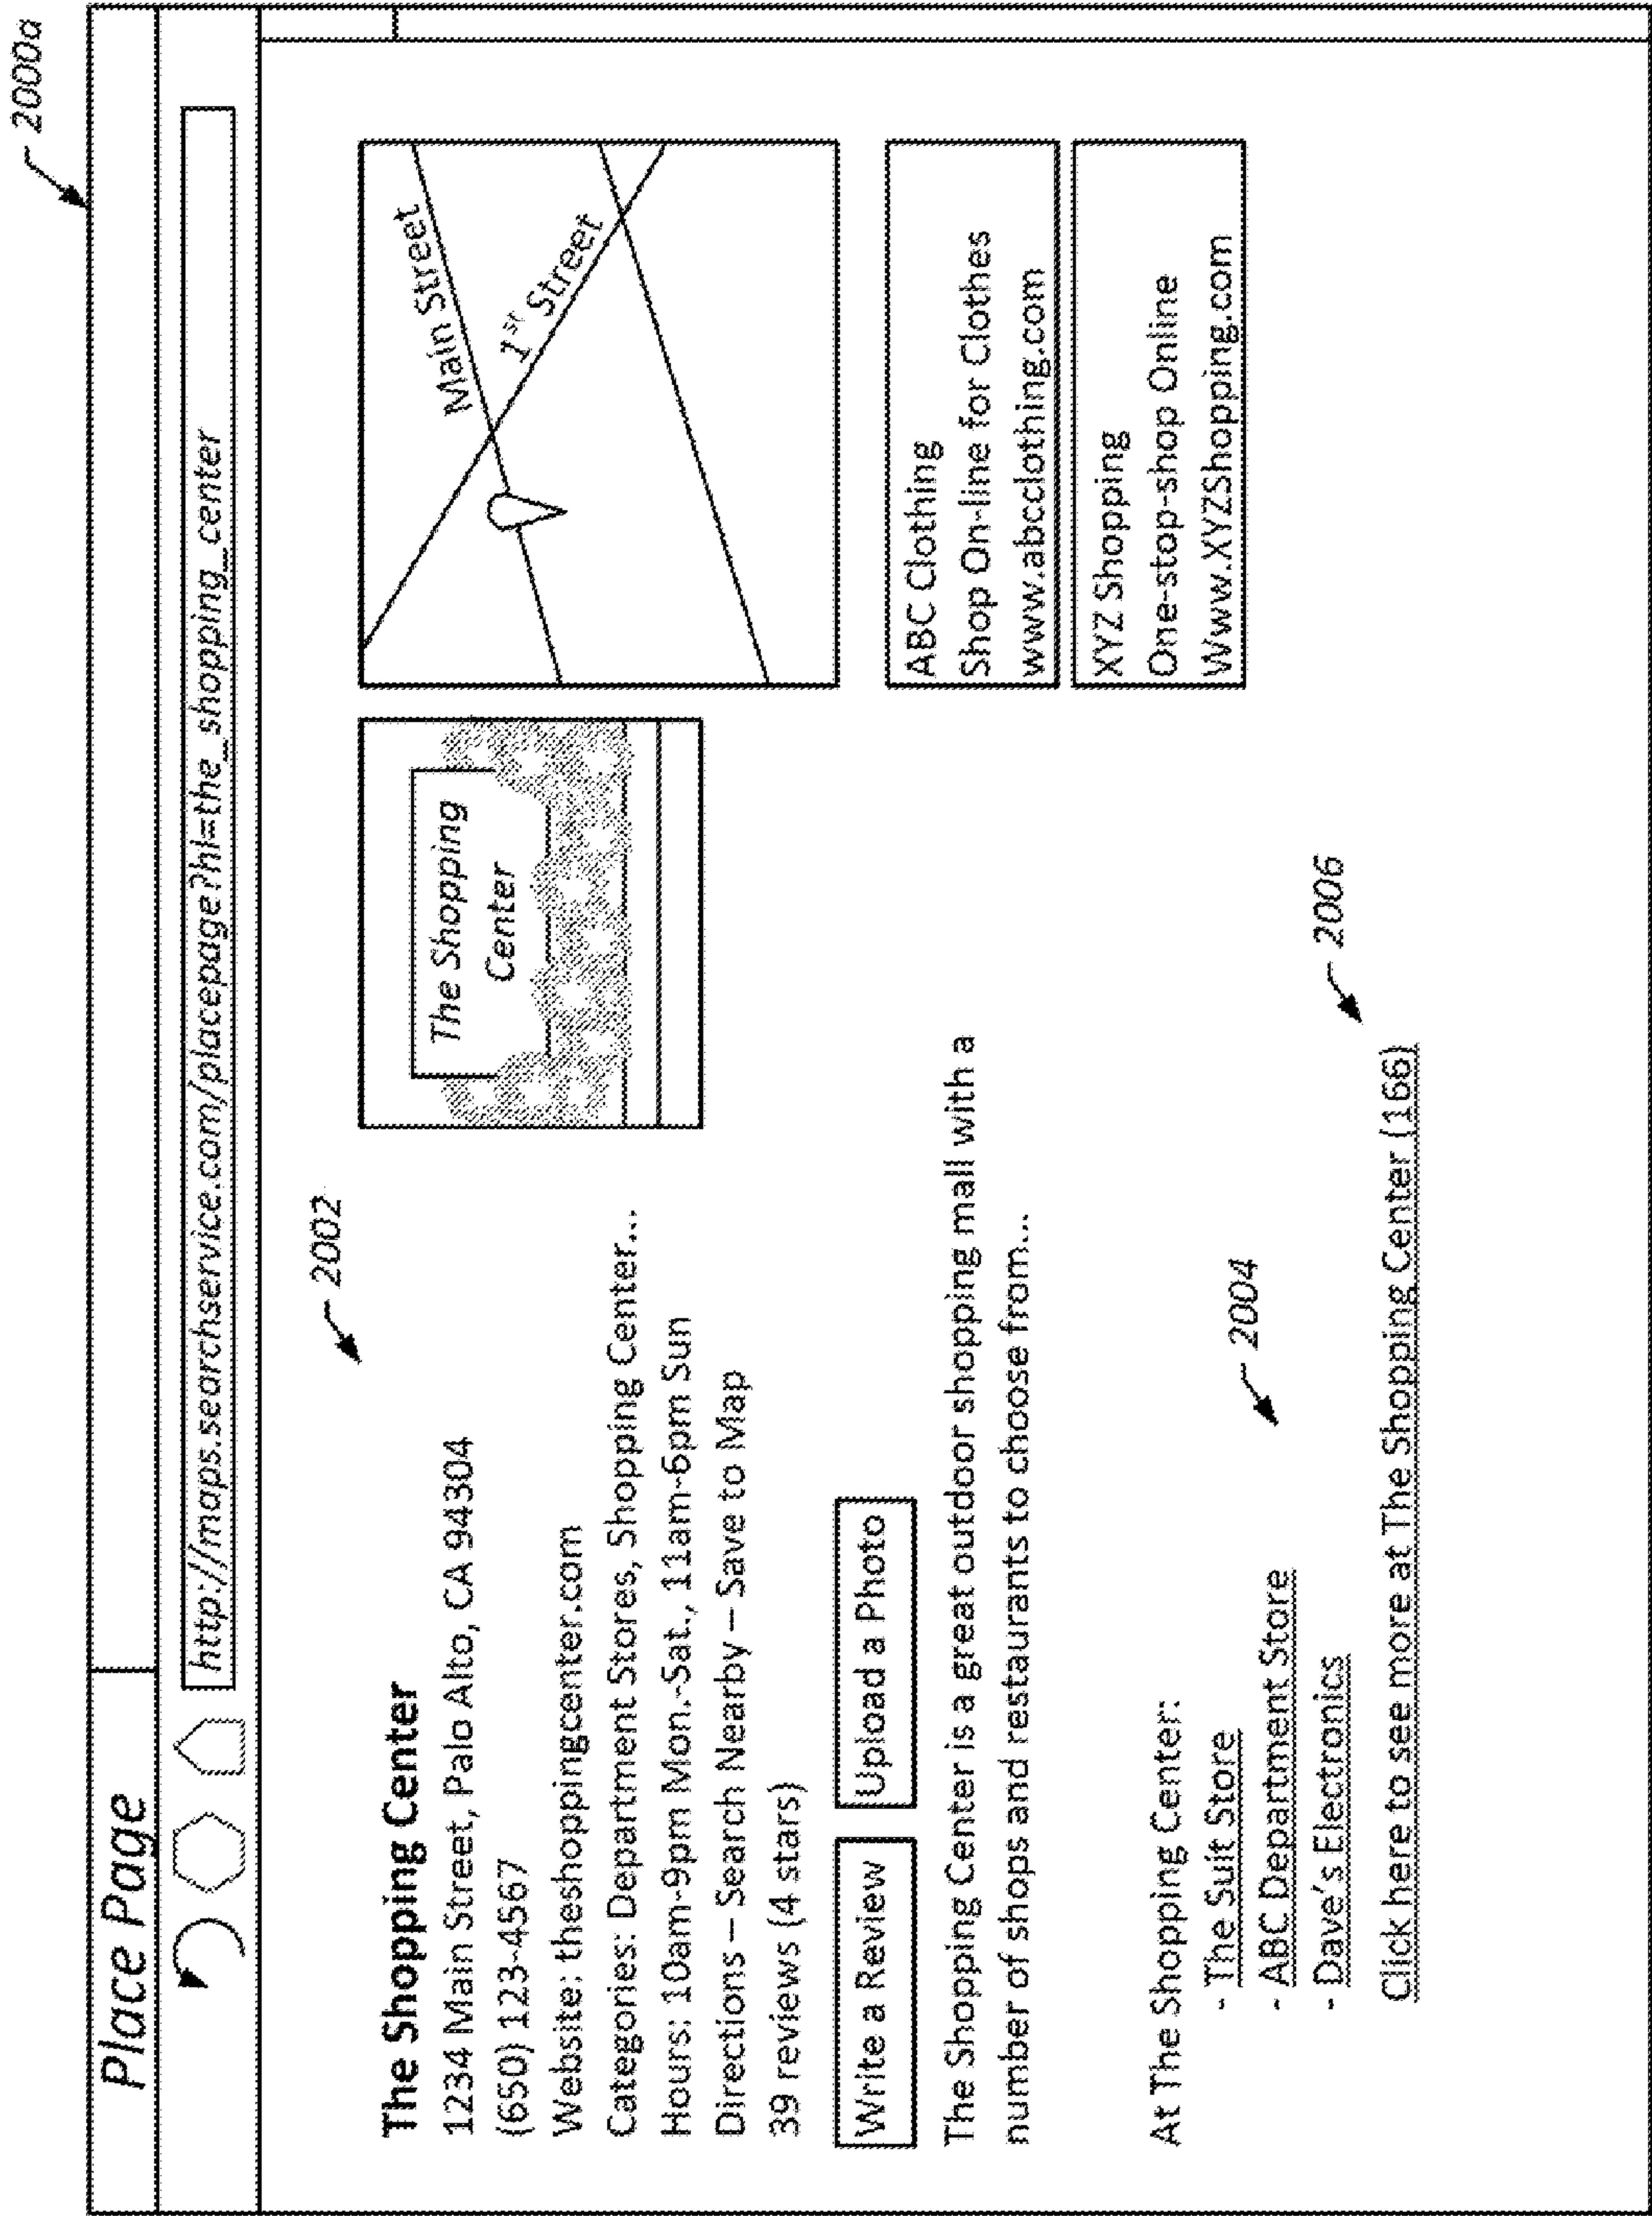 2000a
Place Page
http://maps.searchservice.com/placepage?hl=the_shopping_center
2002
The Shopping Center
1234 Main Street, Palo Alto, CA 94304
(650) 123-4567
Website: theshoppingcenter.com
Categories: Department Stores, Shopping Center...
Hours: 10am-9pm Mon.-Sat., 11am-6pm Sun
Directions – Search Nearby – Save to Map
39 reviews (4 stars)
Write a Review
Upload a Photo
The Shopping Center is a great outdoor shopping mall with a
number of shops and restaurants to choose from...
The Shopping
Center
Main Street
1st Street
ABC Clothing
Shop On-line for Clothes
www.abcclothing.com
XYZ Shopping
One-stop-shop Online
Www.XYZShopping.com
At The Shopping Center:
- The Suit Store
- ABC Department Store
- Dave's Electronics
2004
Click here to see more at The Shopping Center (166)
2006